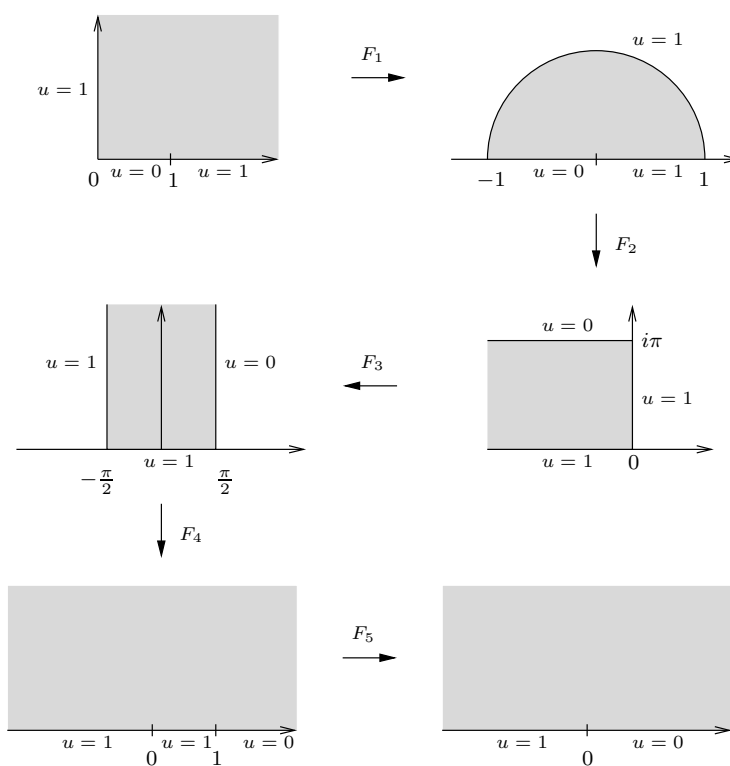 u = 1
F₁
u = 1
u = 0
u = 1
0
1
u = 0
u = 1
−1
1
F₂
u = 0
iπ
u = 1
u = 0
F₃
u = 1
u = 1
u = 1
0
−π/2
π/2
F₄
F₅
u = 1
u = 1
u = 0
0
1
u = 1
u = 0
0